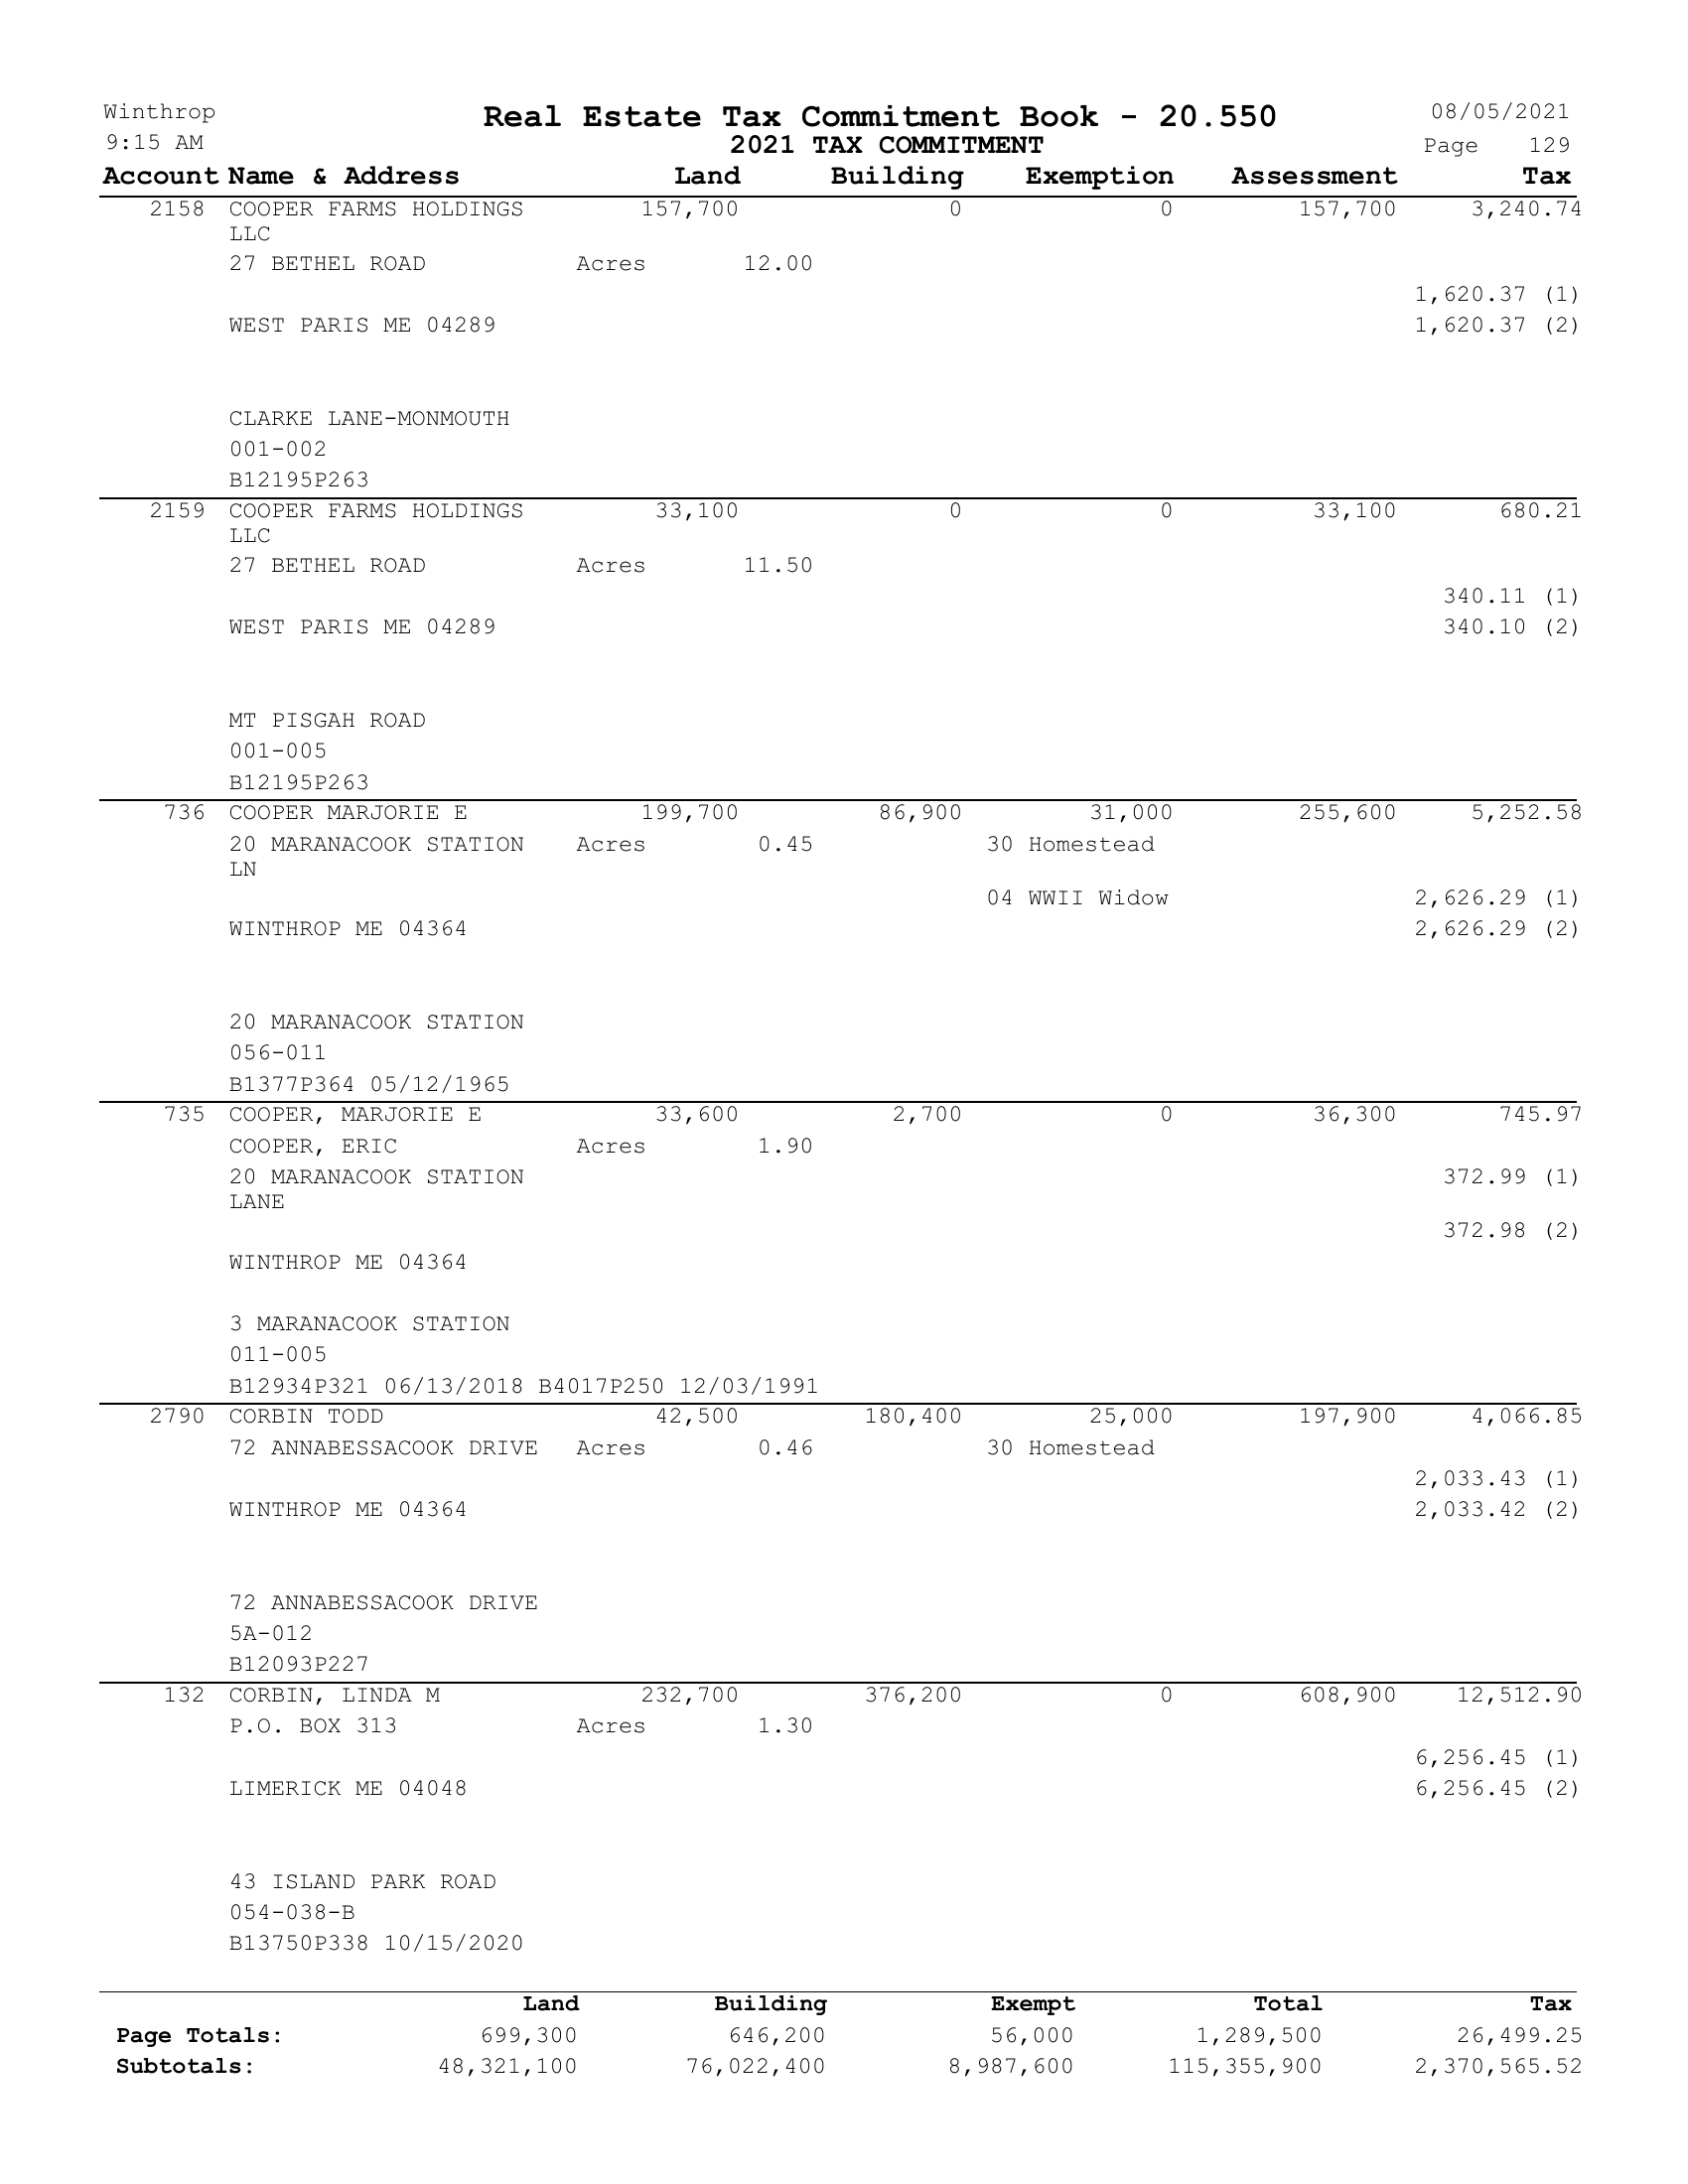 Winthrop Real Estate Tax Commitment Book - 20.550 08/05/2021
9:15 AM 2021 TAX COMMITMENT Page 129
Account Name & Address Land Building Exemption Assessment Tax
2158 COOPER FARMS HOLDINGS 157,700 0 0 157,700 3,240.74
LLC
27 BETHEL ROAD Acres 12.00
1,620.37 (1)
WEST PARIS ME 04289 1,620.37 (2)
CLARKE LANE-MONMOUTH
001-002
B12195P263
2159 COOPER FARMS HOLDINGS 33,100 0 0 33,100 680.21
LLC
27 BETHEL ROAD Acres 11.50
340.11 (1)
WEST PARIS ME 04289 340.10 (2)
MT PISGAH ROAD
001-005
B12195P263
736 COOPER MARJORIE E 199,700 86,900 31,000 255,600 5,252.58
20 MARANACOOK STATION Acres 0.45 30 Homestead
LN
04 WWII Widow 2,626.29 (1)
WINTHROP ME 04364 2,626.29 (2)
20 MARANACOOK STATION
056-011
B1377P364 05/12/1965
735 COOPER, MARJORIE E 33,600 2,700 0 36,300 745.97
COOPER, ERIC Acres 1.90
20 MARANACOOK STATION 372.99 (1)
LANE
372.98 (2)
WINTHROP ME 04364
3 MARANACOOK STATION
011-005
B12934P321 06/13/2018 B4017P250 12/03/1991
2790 CORBIN TODD 42,500 180,400 25,000 197,900 4,066.85
72 ANNABESSACOOK DRIVE Acres 0.46 30 Homestead
2,033.43 (1)
WINTHROP ME 04364 2,033.42 (2)
72 ANNABESSACOOK DRIVE
5A-012
B12093P227
132 CORBIN, LINDA M 232,700 376,200 0 608,900 12,512.90
P.O. BOX 313 Acres 1.30
6,256.45 (1)
LIMERICK ME 04048 6,256.45 (2)
43 ISLAND PARK ROAD
054-038-B
B13750P338 10/15/2020
Land Building Exempt Total Tax
Page Totals: 699,300 646,200 56,000 1,289,500 26,499.25
Subtotals: 48,321,100 76,022,400 8,987,600 115,355,900 2,370,565.52